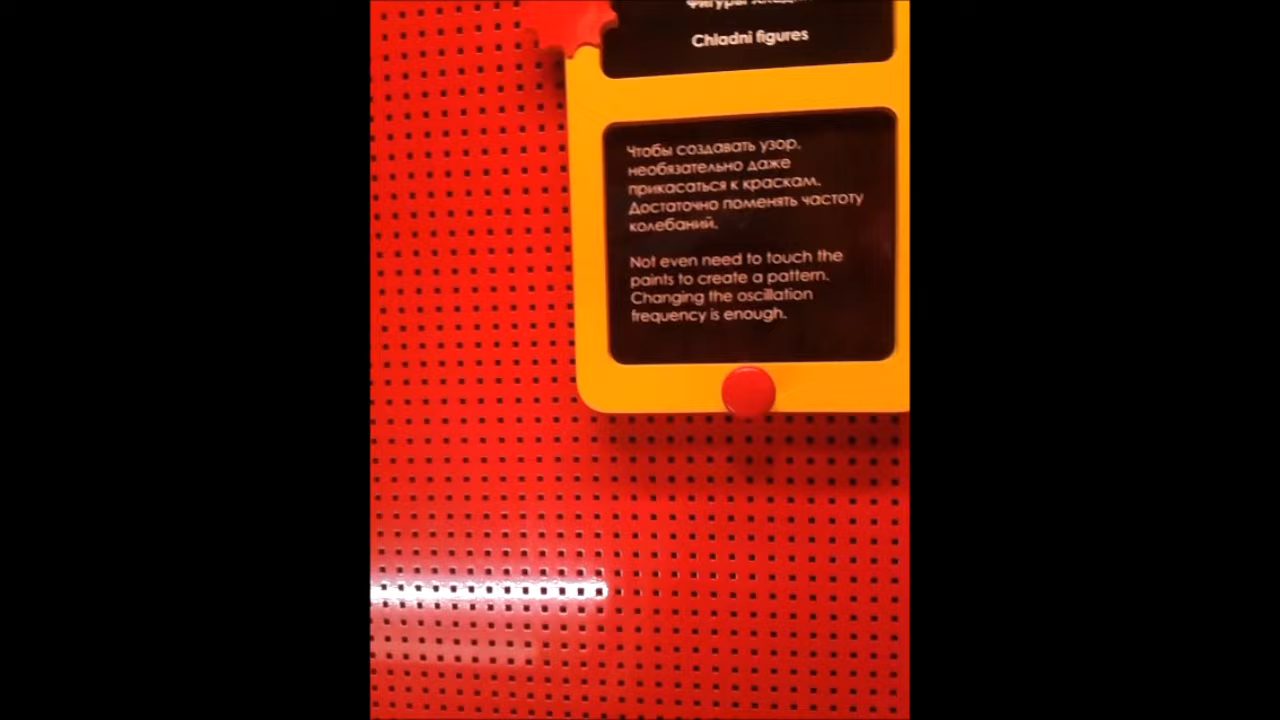 Фигуры
Chladni figures
Чтобы создавать узор,
необязательно даже
прикасаться к краскам.
Достаточно поменять частоту
колебаний.
Not even need to touch the
paints to create a pattern.
Changing the oscillation
frequency is enough.